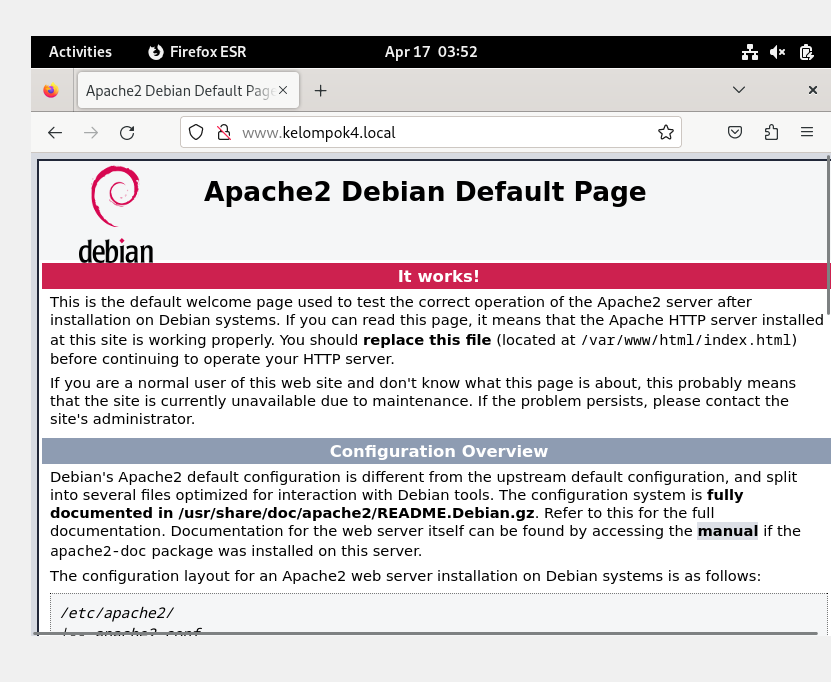 Activities Firefox ESR Apr 17 03:52
Apache2 Debian Default Page
www.kelompok4.local
debian
Apache2 Debian Default Page
It works!
This is the default welcome page used to test the correct operation of the Apache2 server after
installation on Debian systems. If you can read this page, it means that the Apache HTTP server installed
at this site is working properly. You should replace this file (located at /var/www/html/index.html)
before continuing to operate your HTTP server.
If you are a normal user of this web site and don't know what this page is about, this probably means
that the site is currently unavailable due to maintenance. If the problem persists, please contact the
site's administrator.
Configuration Overview
Debian's Apache2 default configuration is different from the upstream default configuration, and split
into several files optimized for interaction with Debian tools. The configuration system is fully
documented in /usr/share/doc/apache2/README.Debian.gz. Refer to this for the full
documentation. Documentation for the web server itself can be found by accessing the manual if the
apache2-doc package was installed on this server.
The configuration layout for an Apache2 web server installation on Debian systems is as follows:
/etc/apache2/
|-- apache2.conf